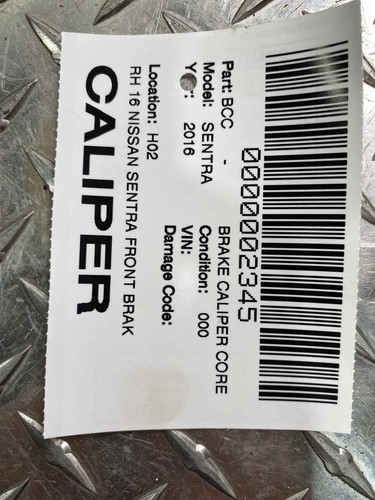 0000002345
Part: BCC - BRAKE CALIPER CORE
Model: SENTRA Condition: 000
Y : 2016 VIN:
Damage Code:
Location: H02
RH 16 NISSAN SENTRA FRONT BRAK
CALIPER